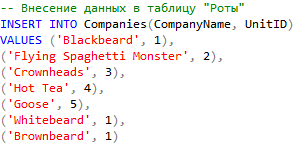 -- Внесение данных в таблицу "Роты"
INSERT INTO Companies(CompanyName, UnitID)
VALUES ('Blackbeard', 1),
('Flying Spaghetti Monster', 2),
('Crownheads', 3),
('Hot Tea', 4),
('Goose', 5),
('Whitebeard', 1),
('Brownbeard', 1)